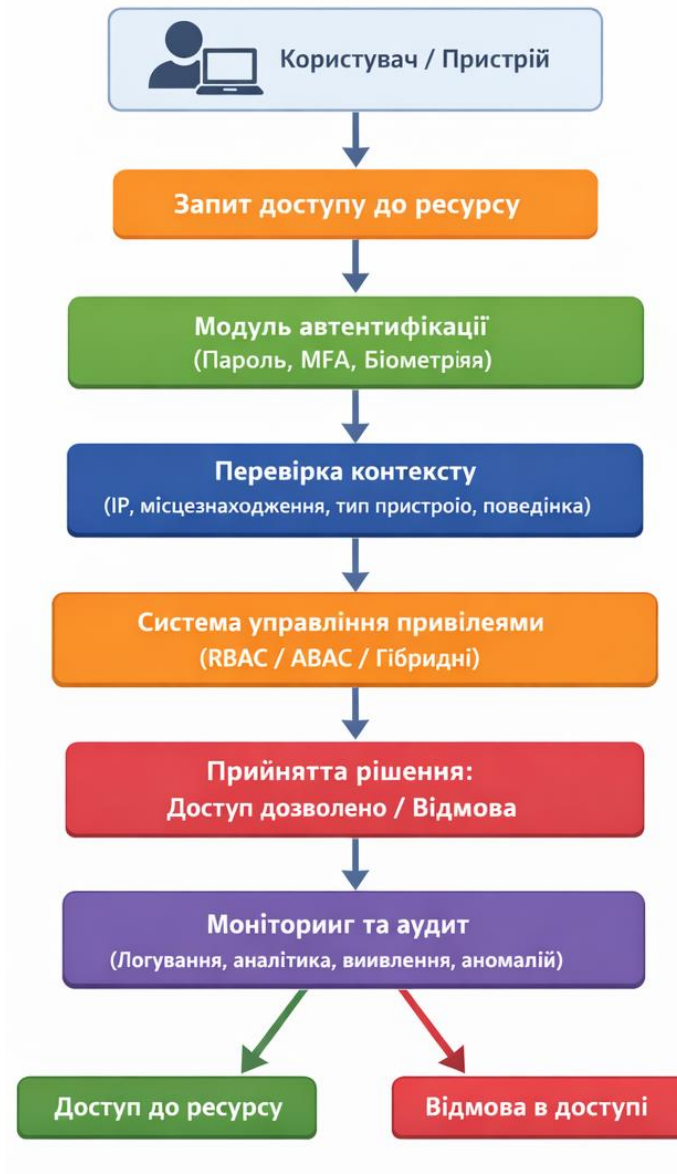 Користувач / Пристрій
Запит доступу до ресурсу
Модуль автентифікації
(Пароль, MFA, Біометріяя)
Перевірка контексту
(IP, місцезнаходження, тип пристроіо, поведінка)
Система управління привілеями
(RBAC / ABAC / Гібридні)
Прийнятта рішення:
Доступ дозволено / Відмова
Моніторинг та аудит
(Логування, аналітика, виивлення, аномалій)
Доступ до ресурсу
Відмова в доступі